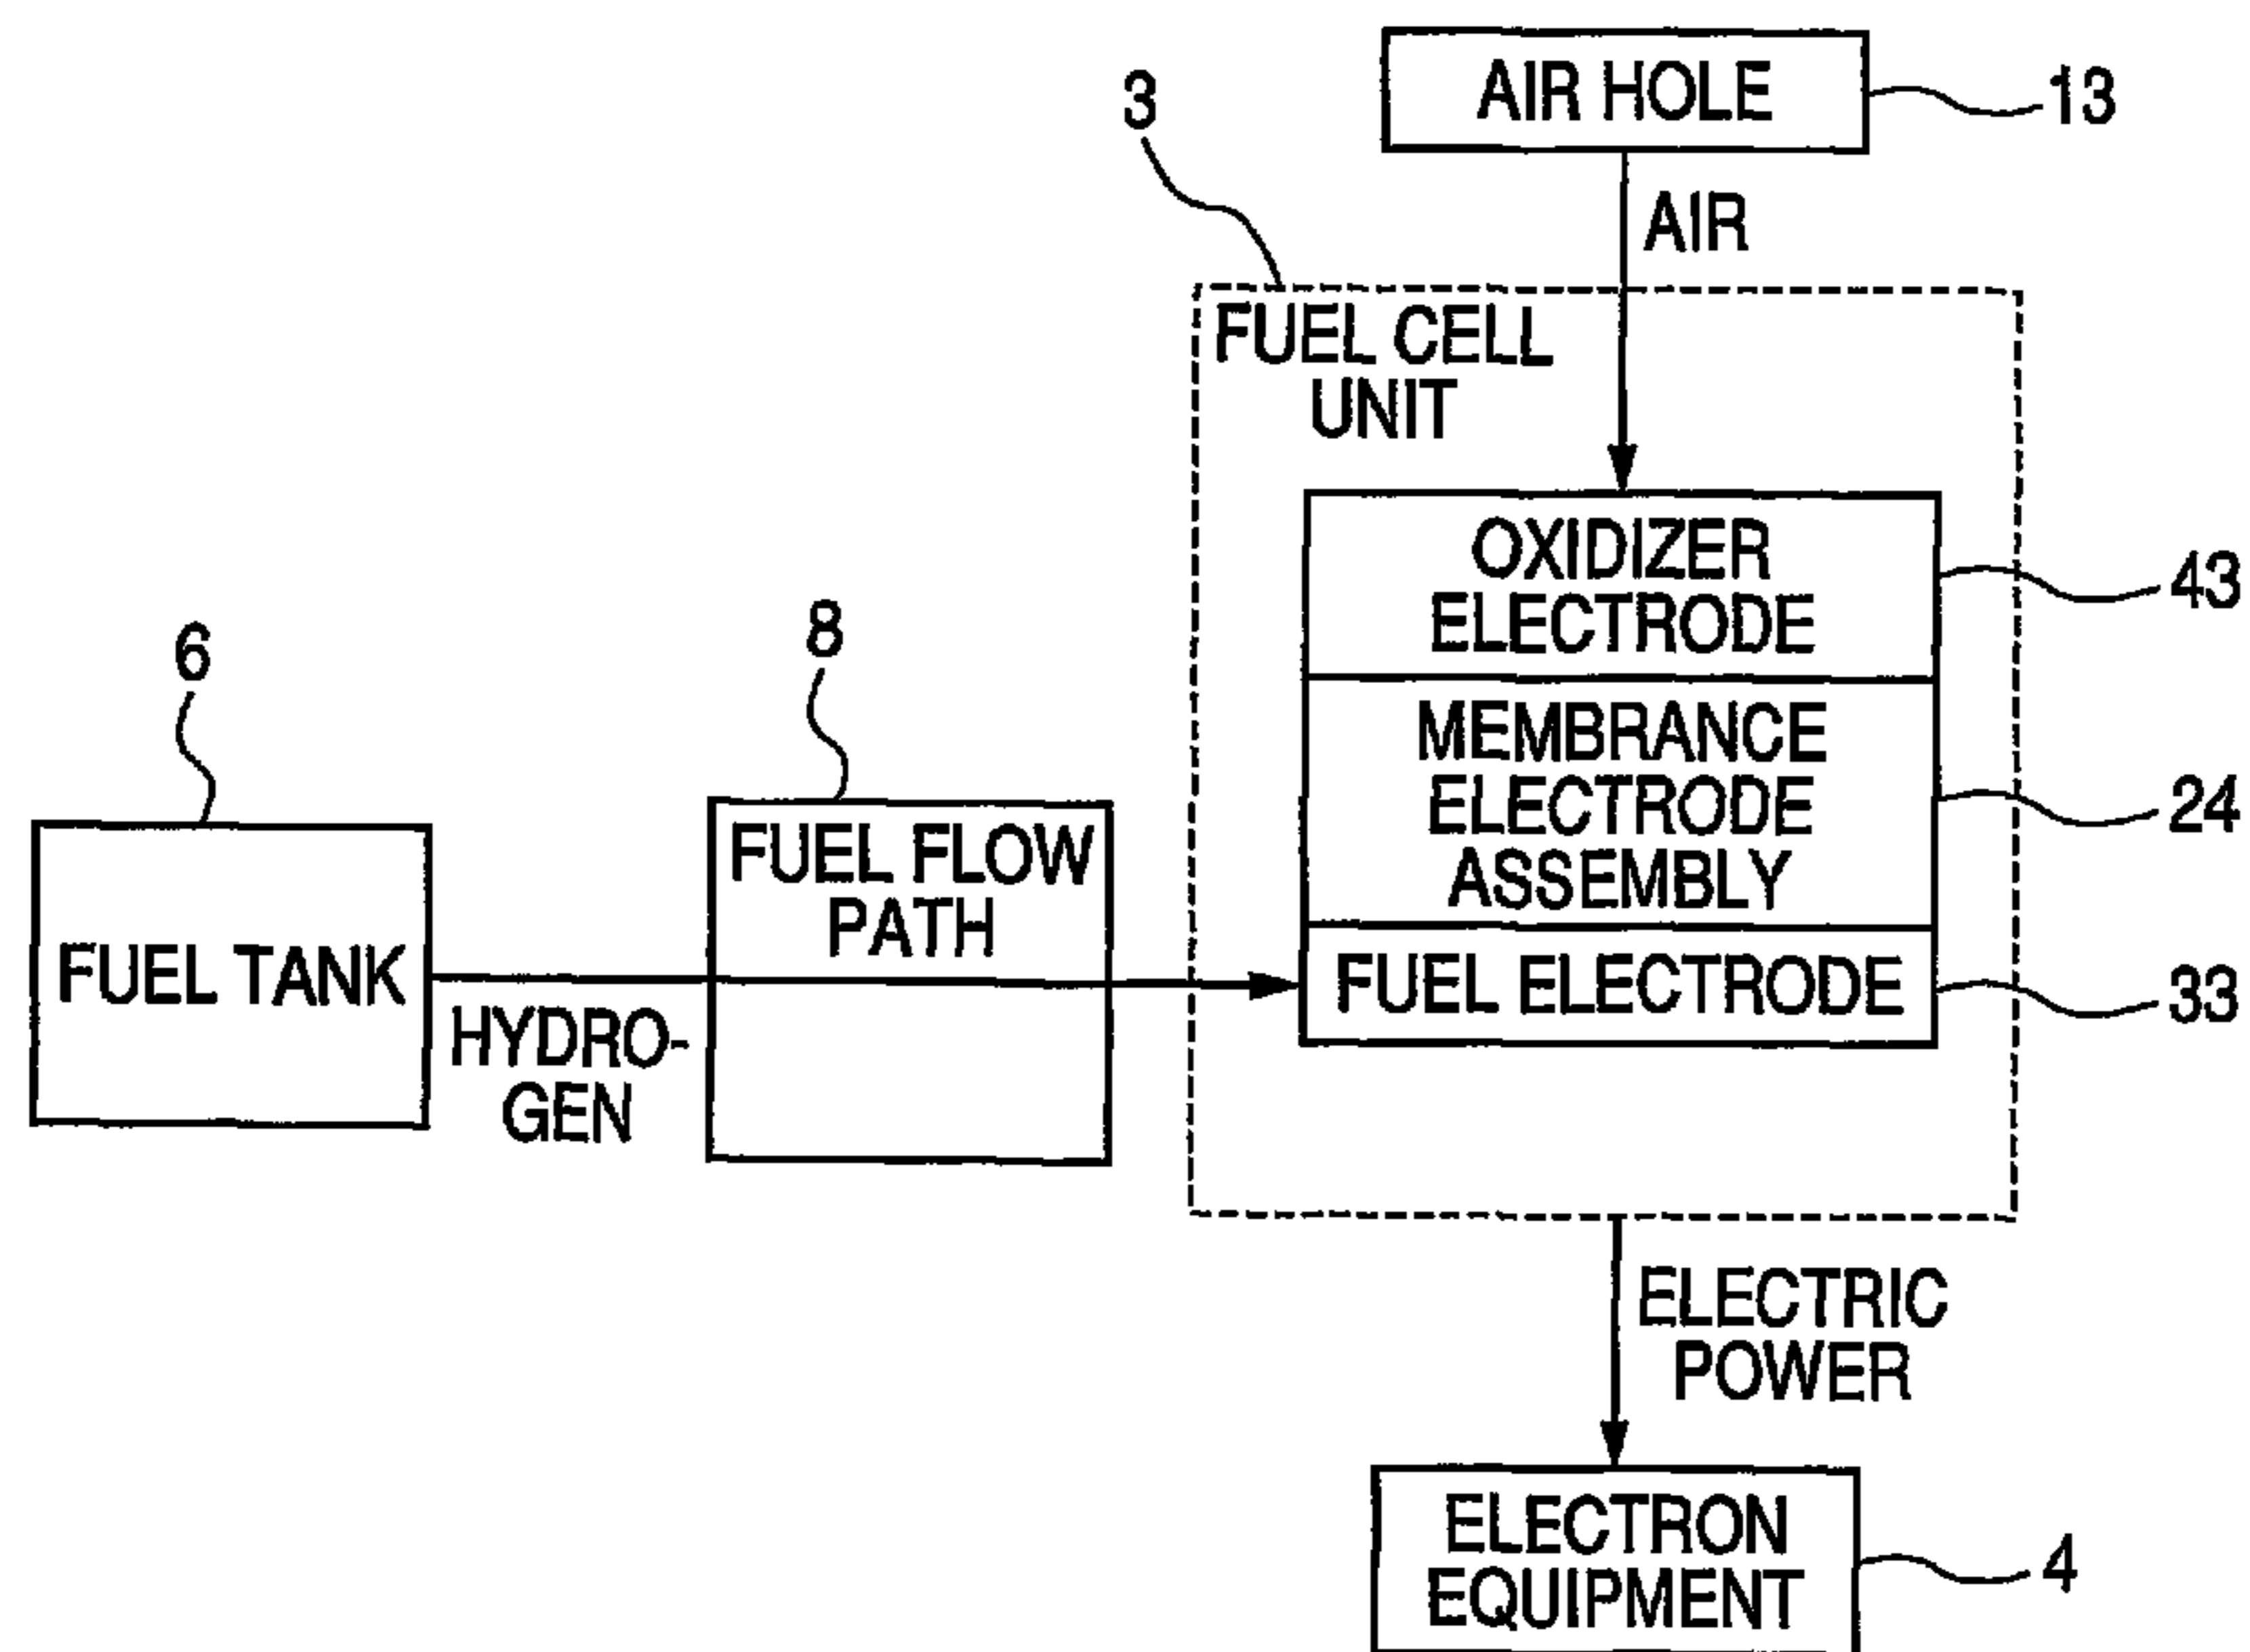 AIR HOLE
13
3
AIR
FUEL CELL
UNIT
OXIDIZER
ELECTRODE
43
MEMBRANCE
ELECTRODE
ASSEMBLY
24
FUEL ELECTRODE
33
6
FUEL TANK
HYDRO-
GEN
8
FUEL FLOW
PATH
ELECTRIC
POWER
ELECTRON
EQUIPMENT
4